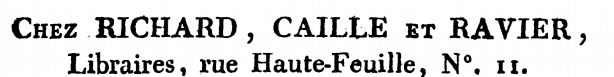 CHEZ RICHARD, CAILLE ET RAVIER,
Libraires, rue Haute-Feuille, N°. 11.